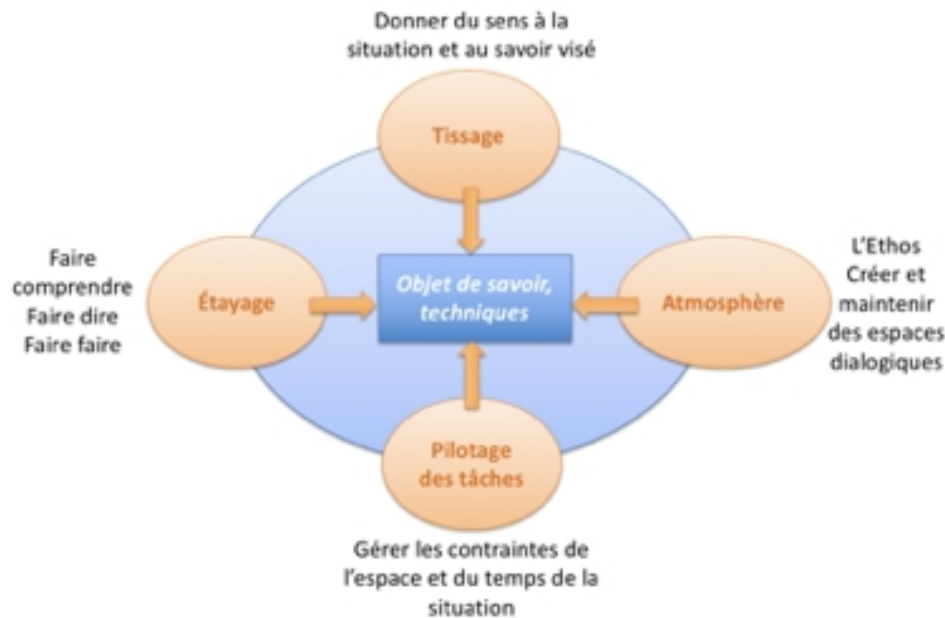 Donner du sens à la
situation et au savoir visé
Tissage
Faire
comprendre
Faire dire
Faire faire
Étayage
Objet de savoir,
techniques
Atmosphère
L'Ethos
Créer et
maintenir
des espaces
dialogiques
Pilotage
des tâches
Gérer les contraintes de
l'espace et du temps de la
situation